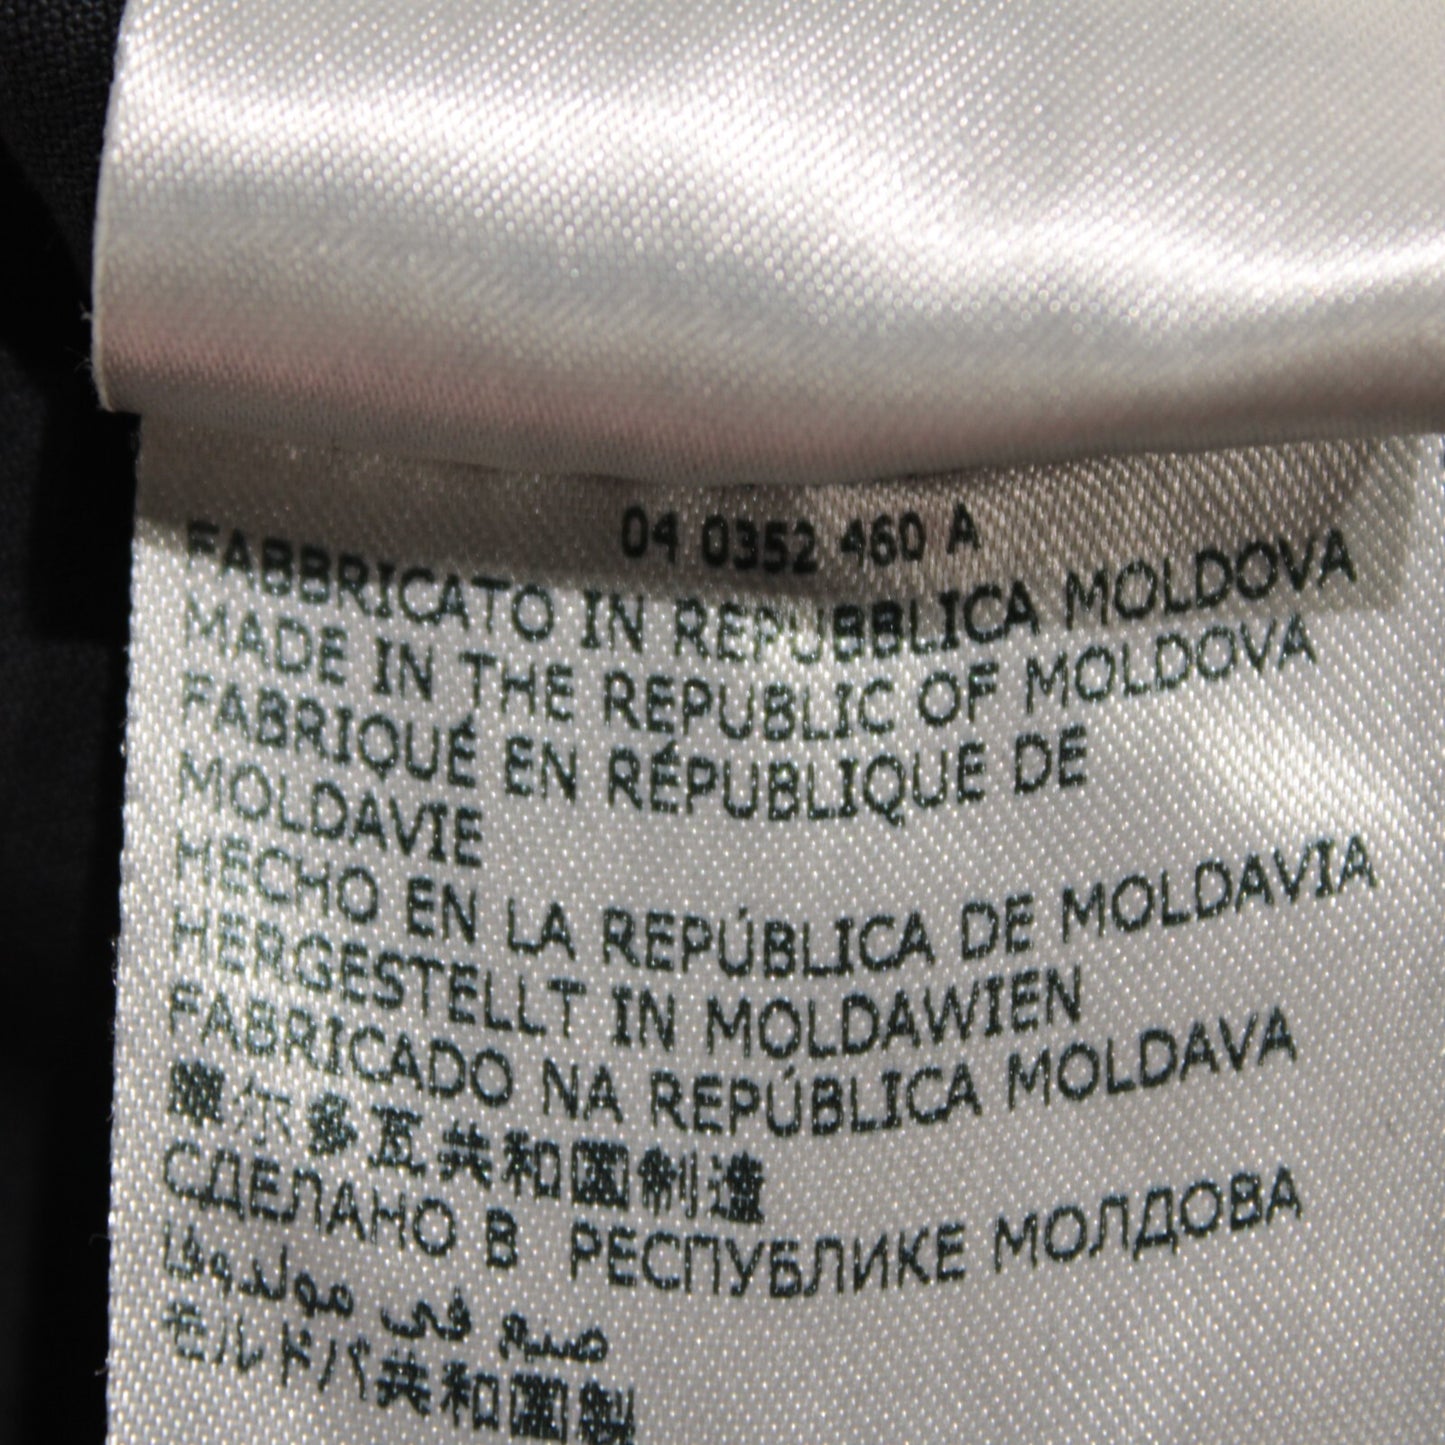 04 0352 460 A
FABBRICATO IN REPUBBLICA MOLDOVA
MADE IN THE REPUBLIC OF MOLDOVA
FABRIQUÉ EN RÉPUBLIQUE DE
MOLDAVIE
HECHO EN LA REPÚBLICA DE MOLDAVIA
HERGESTELLT IN MOLDAWIEN
FABRICADO NA REPÚBLICA MOLDAVA
摩尔多瓦共和国制造
СДЕЛАНО В РЕСПУБЛИКЕ МОЛДОВА
صنع في مولدوفا
モルドバ共和国製